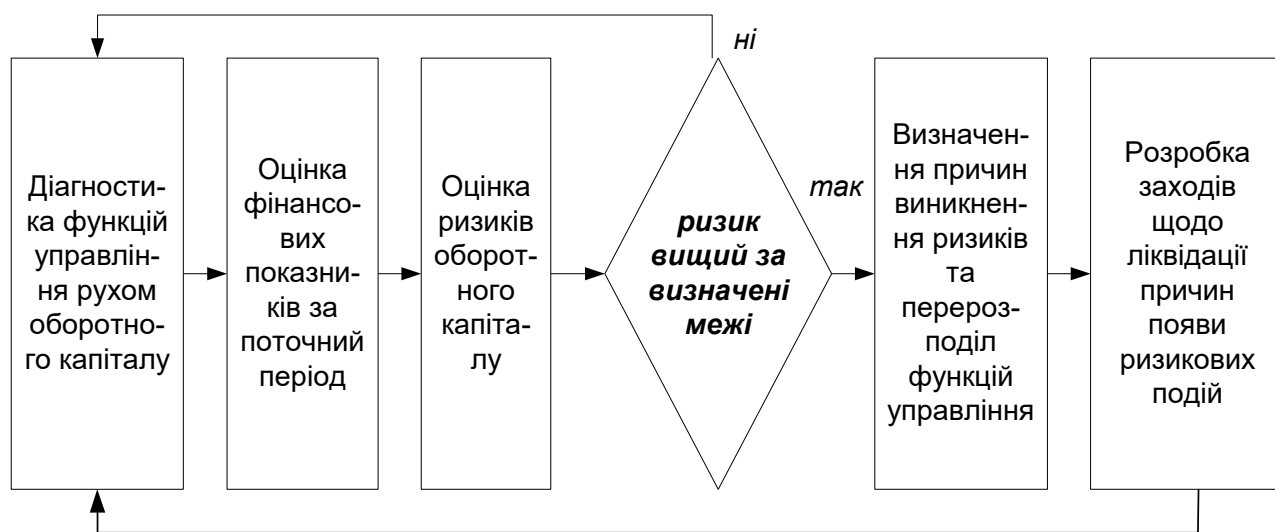 ні
Діагности-
ка функцій
управлін-
ня рухом
оборотно-
го капіталу
Оцінка
фінансо-
вих
показни-
ків за
поточний
період
Оцінка
ризиків
оборот-
ного
капіта-
лу
ризик
вищий за
визначені
межі
так
Визначен-
ня причин
виникнен-
ня ризиків
та
перероз-
поділ
функцій
управління
Розробка
заходів
щодо
ліквідації
причин
появи
ризикових
подій